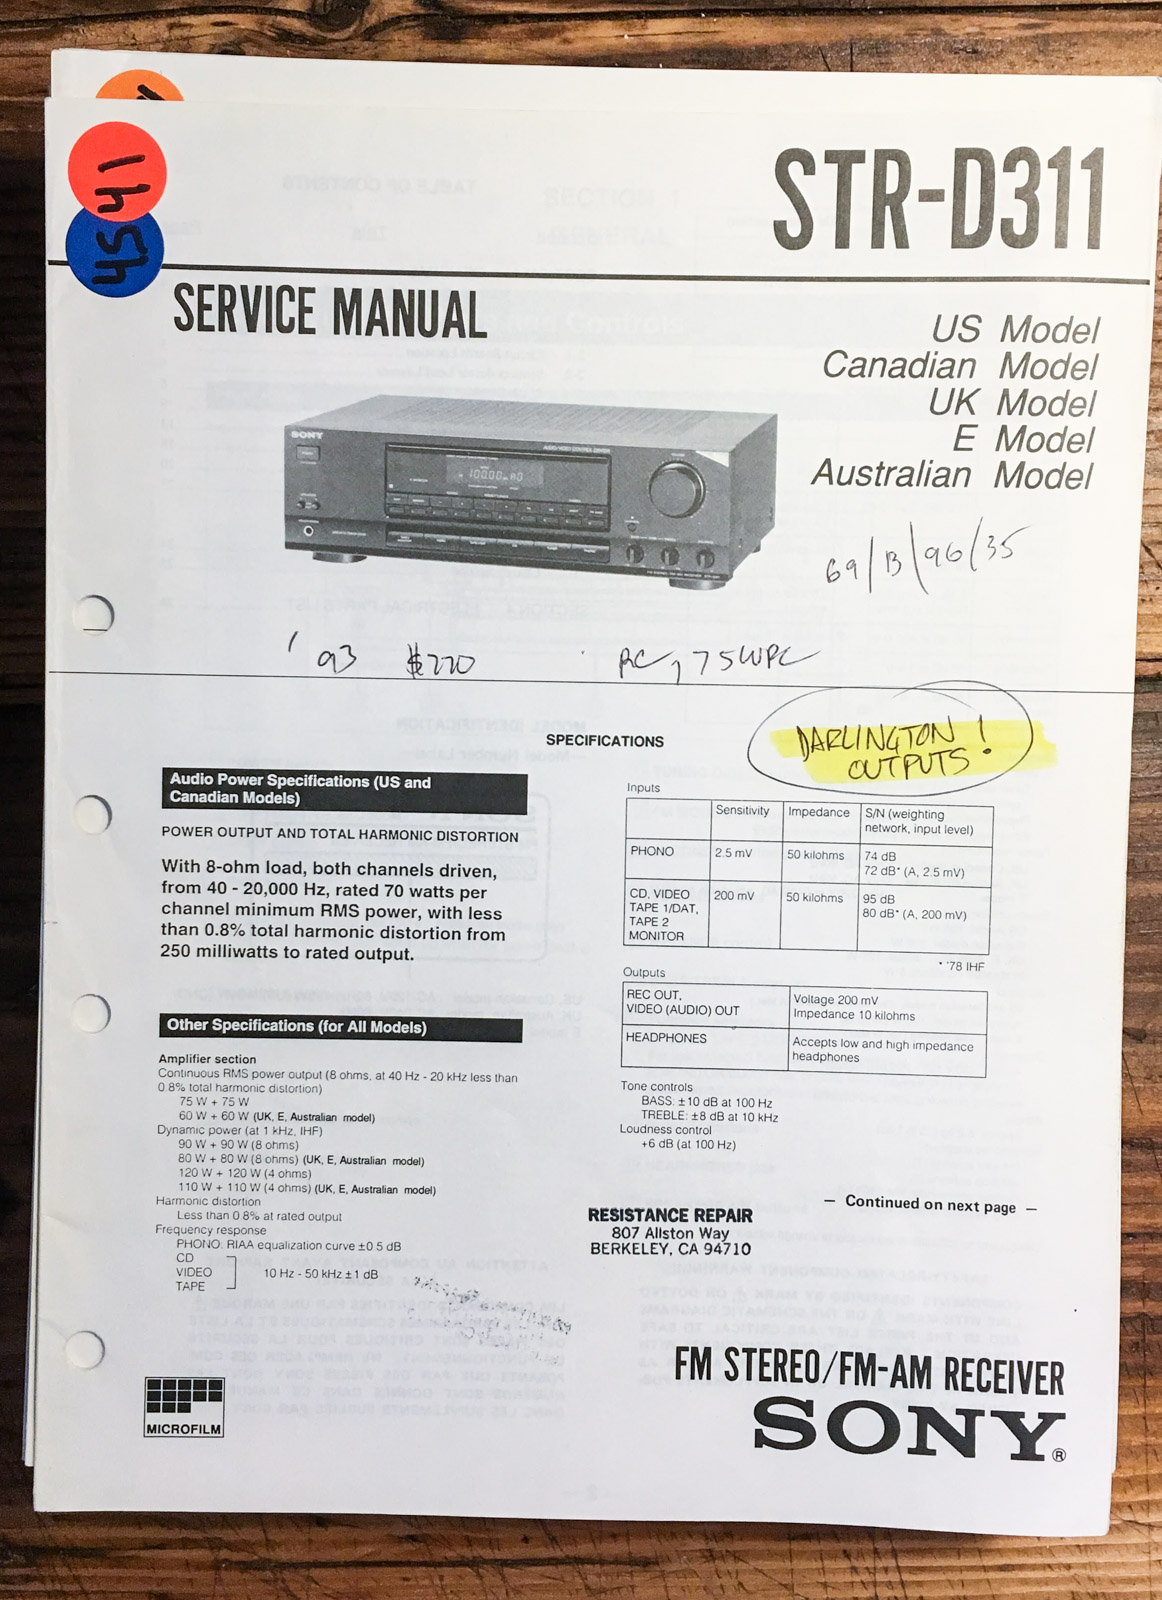 41
45
STR-D311
SERVICE MANUAL
US Model
Canadian Model
UK Model
E Model
Australian Model
SONY
69/B/96/35
'93 $220 RC, 75WPC
DARLINGTON!
OUTPUTS
SPECIFICATIONS
Audio Power Specifications (US and
Canadian Models)
POWER OUTPUT AND TOTAL HARMONIC DISTORTION
With 8-ohm load, both channels driven,
from 40 - 20,000 Hz, rated 70 watts per
channel minimum RMS power, with less
than 0.8% total harmonic distortion from
250 milliwatts to rated output.
Other Specifications (for All Models)
Amplifier section
Continuous RMS power output (8 ohms, at 40 Hz - 20 kHz less than
0.8% total harmonic distortion)
75 W + 75 W
60 W + 60 W (UK, E, Australian model)
Dynamic power (at 1 kHz, IHF)
90 W + 90 W (8 ohms)
80 W + 80 W (8 ohms) (UK, E, Australian model)
120 W + 120 W (4 ohms)
110 W + 110 W (4 ohms) (UK, E, Australian model)
Harmonic distortion
Less than 0.8% at rated output
Frequency response
PHONO: RIAA equalization curve ±0.5 dB
CD
VIDEO 10 Hz - 50 kHz ±1 dB
TAPE
Inputs
Sensitivity Impedance S/N (weighting
network, input level)
PHONO 2.5 mV 50 kilohms 74 dB
72 dB* (A, 2.5 mV)
CD, VIDEO 200 mV 50 kilohms 95 dB
TAPE 1/DAT, 80 dB* (A, 200 mV)
TAPE 2
MONITOR
* '78 IHF
Outputs
REC OUT, Voltage 200 mV
VIDEO (AUDIO) OUT Impedance 10 kilohms
HEADPHONES Accepts low and high impedance
headphones
Tone controls
BASS: ±10 dB at 100 Hz
TREBLE: ±8 dB at 10 kHz
Loudness control
+6 dB (at 100 Hz)
— Continued on next page —
RESISTANCE REPAIR
807 Allston Way
BERKELEY, CA 94710
MICROFILM
FM STEREO/FM-AM RECEIVER
SONY®